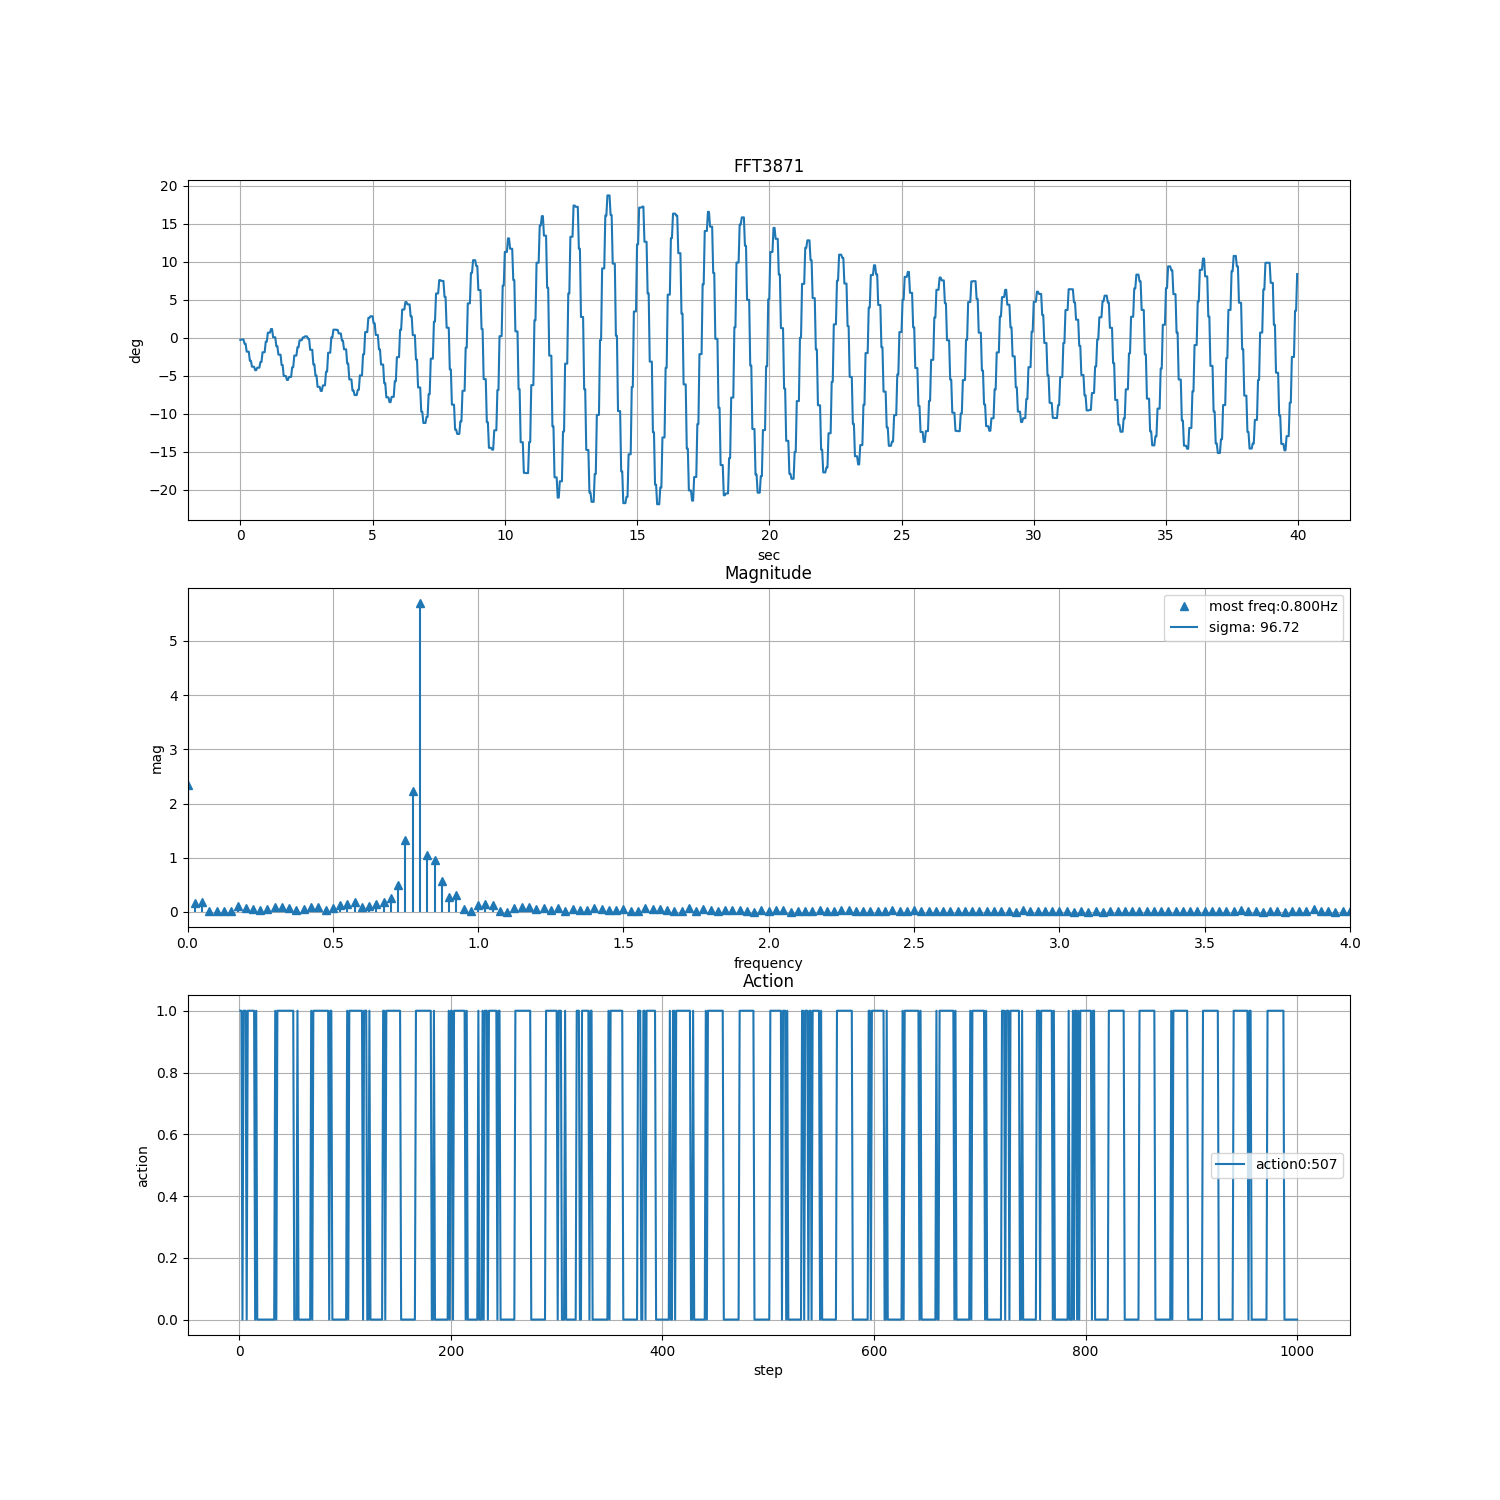 FFT3871
20
15
10
5
0
−5
−10
−15
−20
deg
0 5 10 15 20 25 30 35 40
sec
Magnitude
most freq:0.800Hz
sigma: 96.72
5
4
3
2
1
0
mag
0.0 0.5 1.0 1.5 2.0 2.5 3.0 3.5 4.0
frequency
Action
1.0
0.8
0.6
0.4
0.2
0.0
action
action0:507
0 200 400 600 800 1000
step